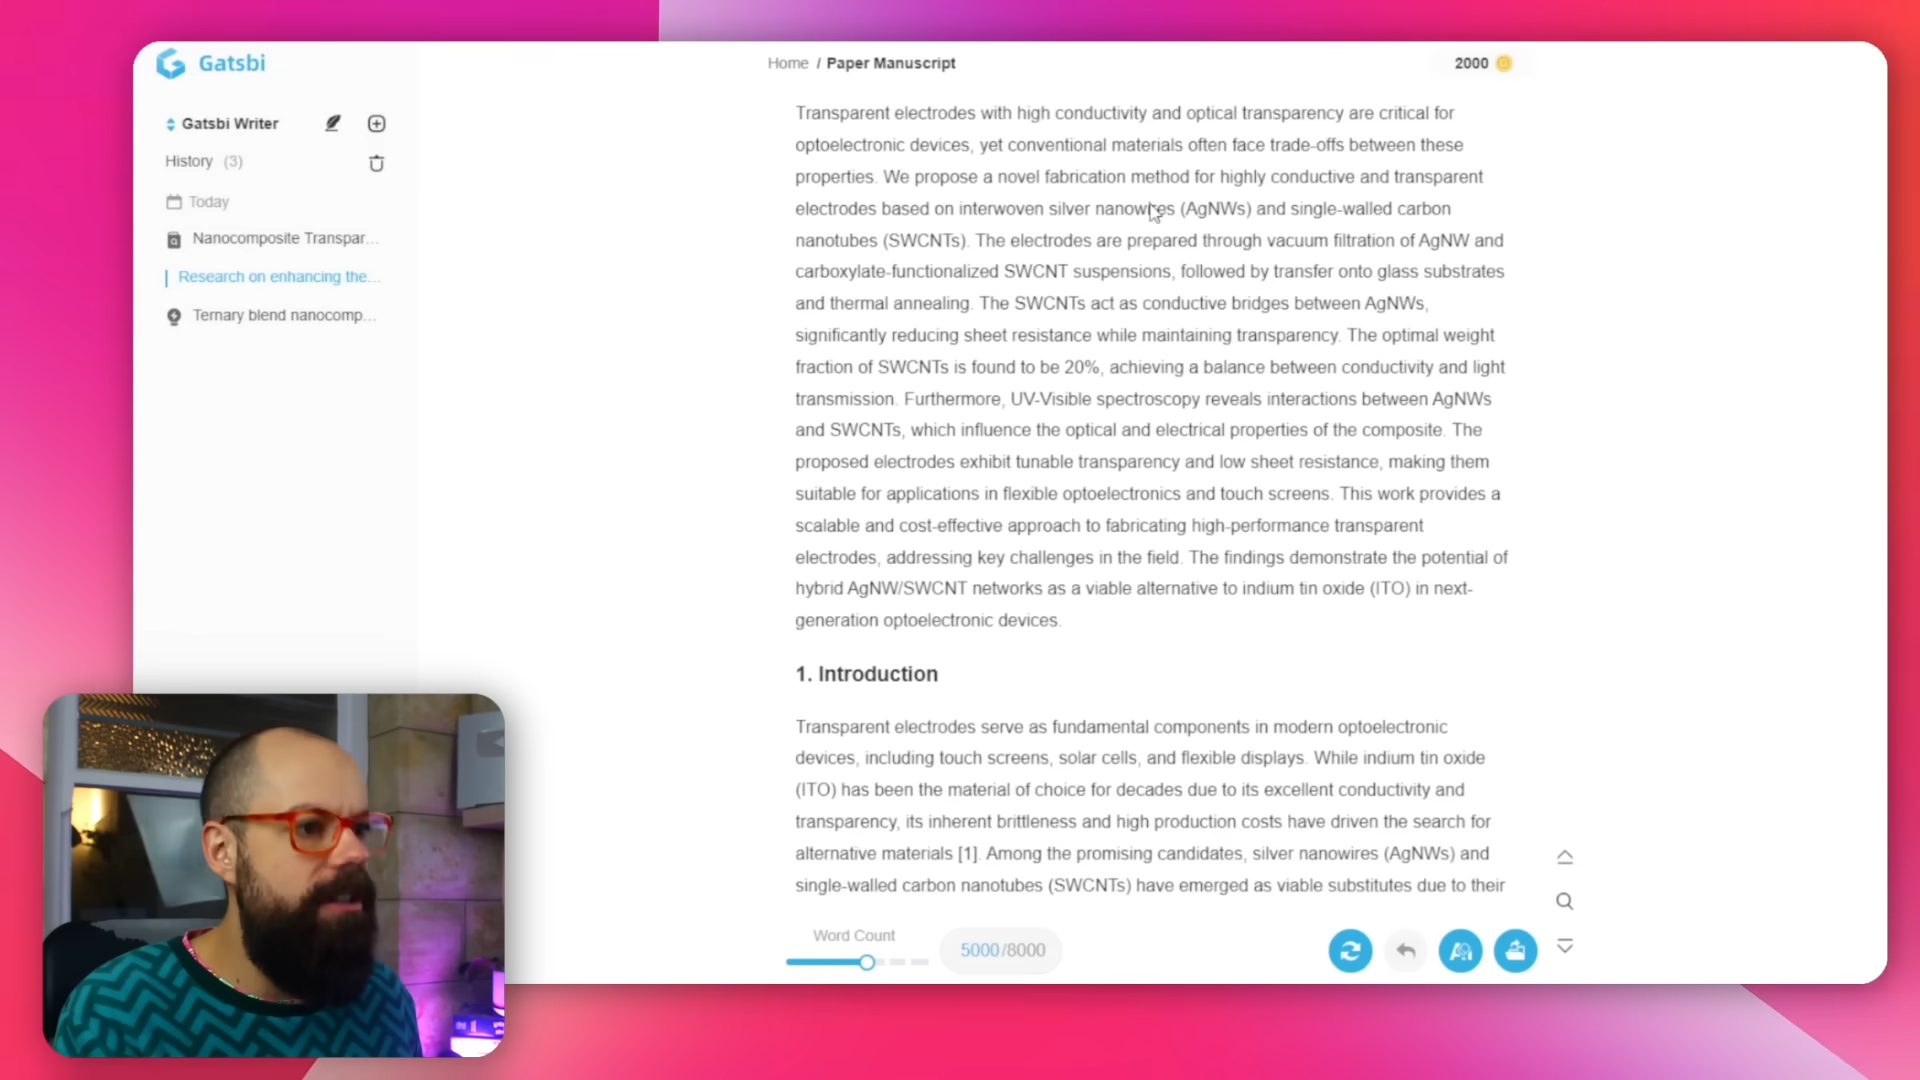 Gatsbi
Home / Paper Manuscript
2000
Gatsbi Writer
History (3)
Today
Nanocomposite Transpar...
Research on enhancing the...
Ternary blend nanocomp...
Transparent electrodes with high conductivity and optical transparency are critical for
optoelectronic devices, yet conventional materials often face trade-offs between these
properties. We propose a novel fabrication method for highly conductive and transparent
electrodes based on interwoven silver nanowires (AgNWs) and single-walled carbon
nanotubes (SWCNTs). The electrodes are prepared through vacuum filtration of AgNW and
carboxylate-functionalized SWCNT suspensions, followed by transfer onto glass substrates
and thermal annealing. The SWCNTs act as conductive bridges between AgNWs,
significantly reducing sheet resistance while maintaining transparency. The optimal weight
fraction of SWCNTs is found to be 20%, achieving a balance between conductivity and light
transmission. Furthermore, UV-Visible spectroscopy reveals interactions between AgNWs
and SWCNTs, which influence the optical and electrical properties of the composite. The
proposed electrodes exhibit tunable transparency and low sheet resistance, making them
suitable for applications in flexible optoelectronics and touch screens. This work provides a
scalable and cost-effective approach to fabricating high-performance transparent
electrodes, addressing key challenges in the field. The findings demonstrate the potential of
hybrid AgNW/SWCNT networks as a viable alternative to indium tin oxide (ITO) in next-
generation optoelectronic devices.
1. Introduction
Transparent electrodes serve as fundamental components in modern optoelectronic
devices, including touch screens, solar cells, and flexible displays. While indium tin oxide
(ITO) has been the material of choice for decades due to its excellent conductivity and
transparency, its inherent brittleness and high production costs have driven the search for
alternative materials [1]. Among the promising candidates, silver nanowires (AgNWs) and
single-walled carbon nanotubes (SWCNTs) have emerged as viable substitutes due to their
Word Count
5000/8000